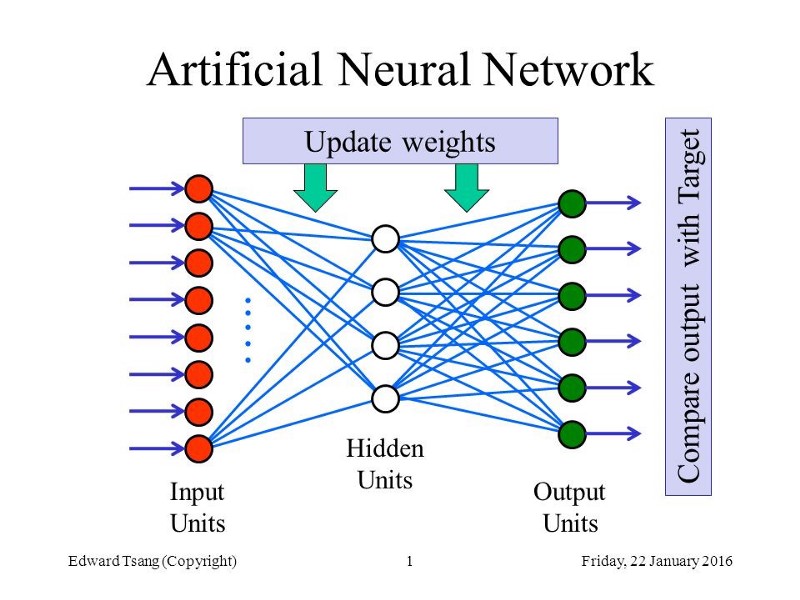 Artificial Neural Network
Update weights
Compare output with Target
Hidden
Units
Input
Units
Output
Units
Edward Tsang (Copyright)
1
Friday, 22 January 2016